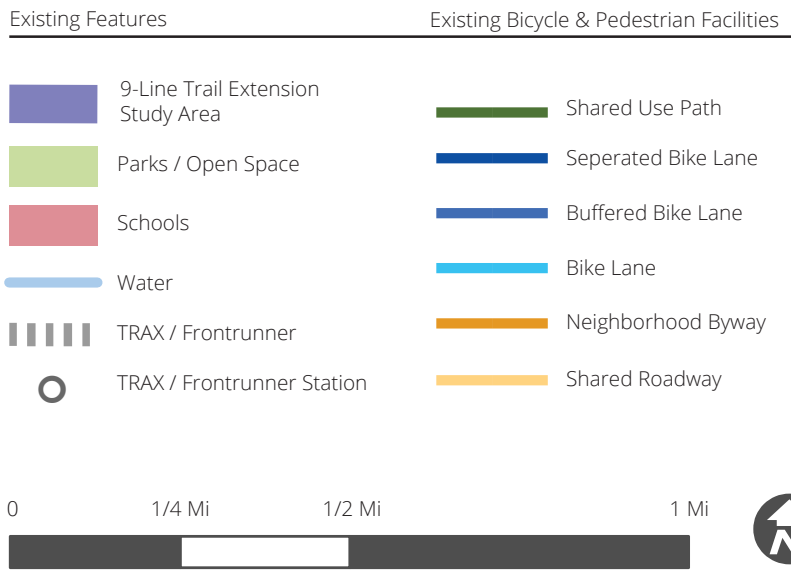 Existing Features
9-Line Trail Extension
Study Area
Parks / Open Space
Schools
Water
TRAX / Frontrunner
TRAX / Frontrunner Station
Existing Bicycle & Pedestrian Facilities
Shared Use Path
Seperated Bike Lane
Buffered Bike Lane
Bike Lane
Neighborhood Byway
Shared Roadway
0 1/4 Mi 1/2 Mi 1 Mi
N